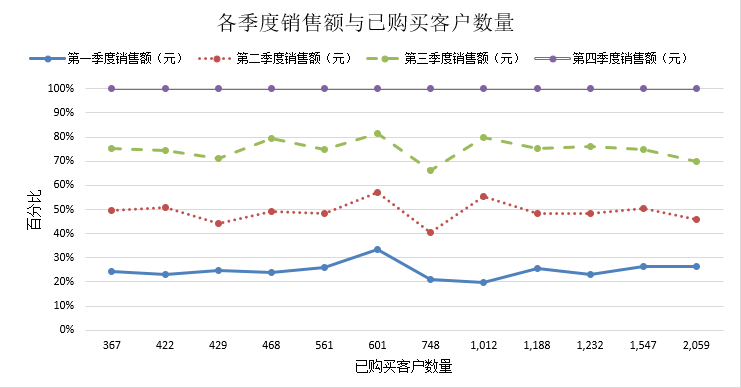 各季度销售额与已购买客户数量
第一季度销售额（元） 第二季度销售额（元） 第三季度销售额（元） 第四季度销售额（元）
100%
90%
80%
70%
60%
50%
40%
30%
20%
10%
0%
百分比
367 422 429 468 561 601 748 1,012 1,188 1,232 1,547 2,059
已购买客户数量